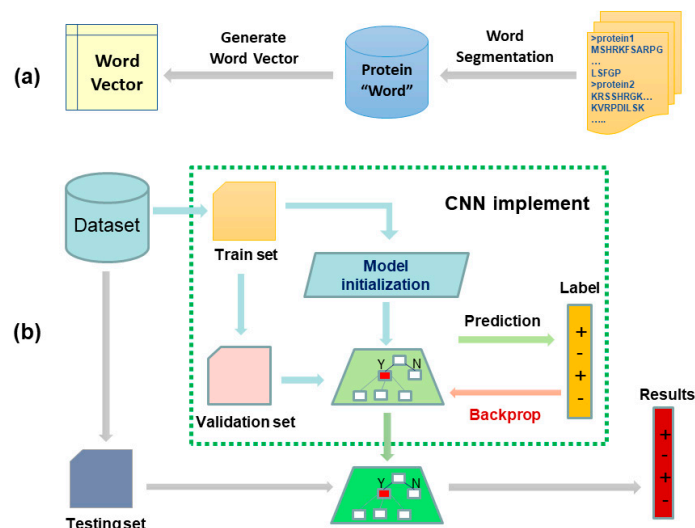 (a)
Word
Vector
Generate
Word Vector
Protein
“Word”
Word
Segmentation
>protein1
MSHRKFSARPG
...
LSFGP
>protein2
KRSSHRGK...
KVRPDILSK
.....
(b)
Dataset
Train set
CNN implement
Model
initialization
Label
Prediction
+
-
+
-
Y
N
Validation set
Backprop
Results
+
-
+
-
Y
N
Testing set